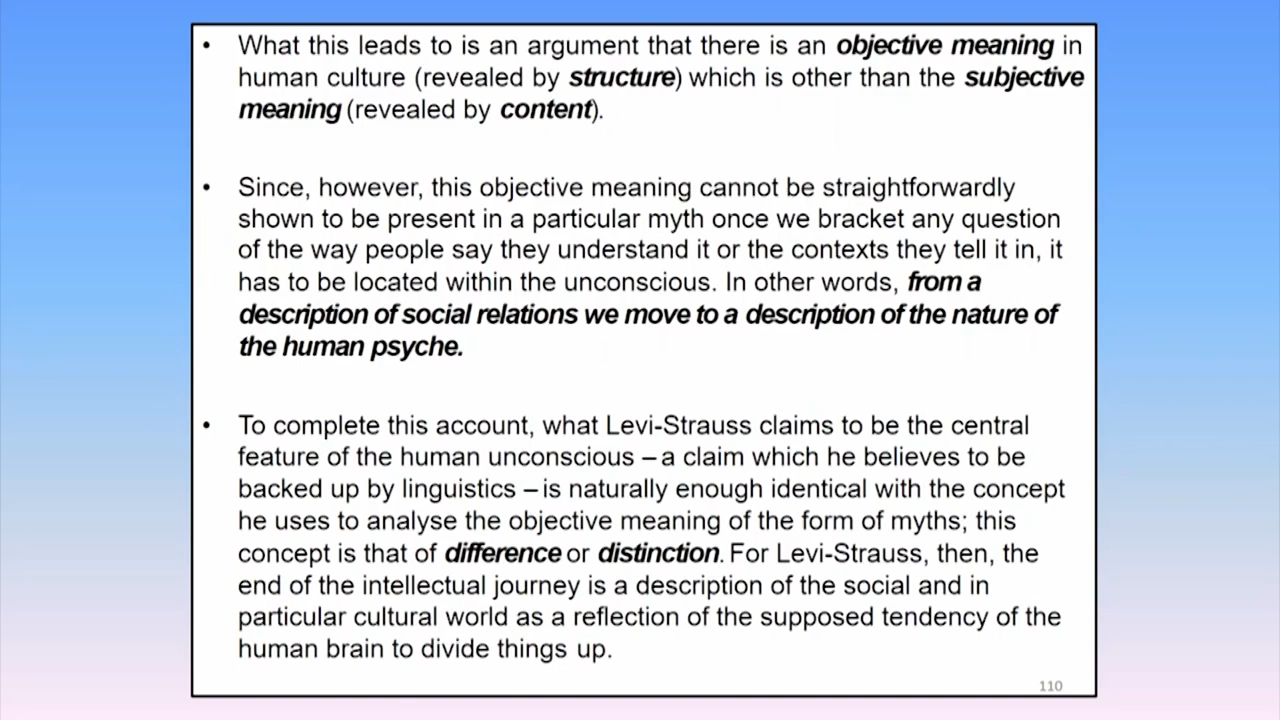 • What this leads to is an argument that there is an objective meaning in
human culture (revealed by structure) which is other than the subjective
meaning (revealed by content).
• Since, however, this objective meaning cannot be straightforwardly
shown to be present in a particular myth once we bracket any question
of the way people say they understand it or the contexts they tell it in, it
has to be located within the unconscious. In other words, from a
description of social relations we move to a description of the nature of
the human psyche.
• To complete this account, what Levi-Strauss claims to be the central
feature of the human unconscious – a claim which he believes to be
backed up by linguistics – is naturally enough identical with the concept
he uses to analyse the objective meaning of the form of myths; this
concept is that of difference or distinction. For Levi-Strauss, then, the
end of the intellectual journey is a description of the social and in
particular cultural world as a reflection of the supposed tendency of the
human brain to divide things up.
110